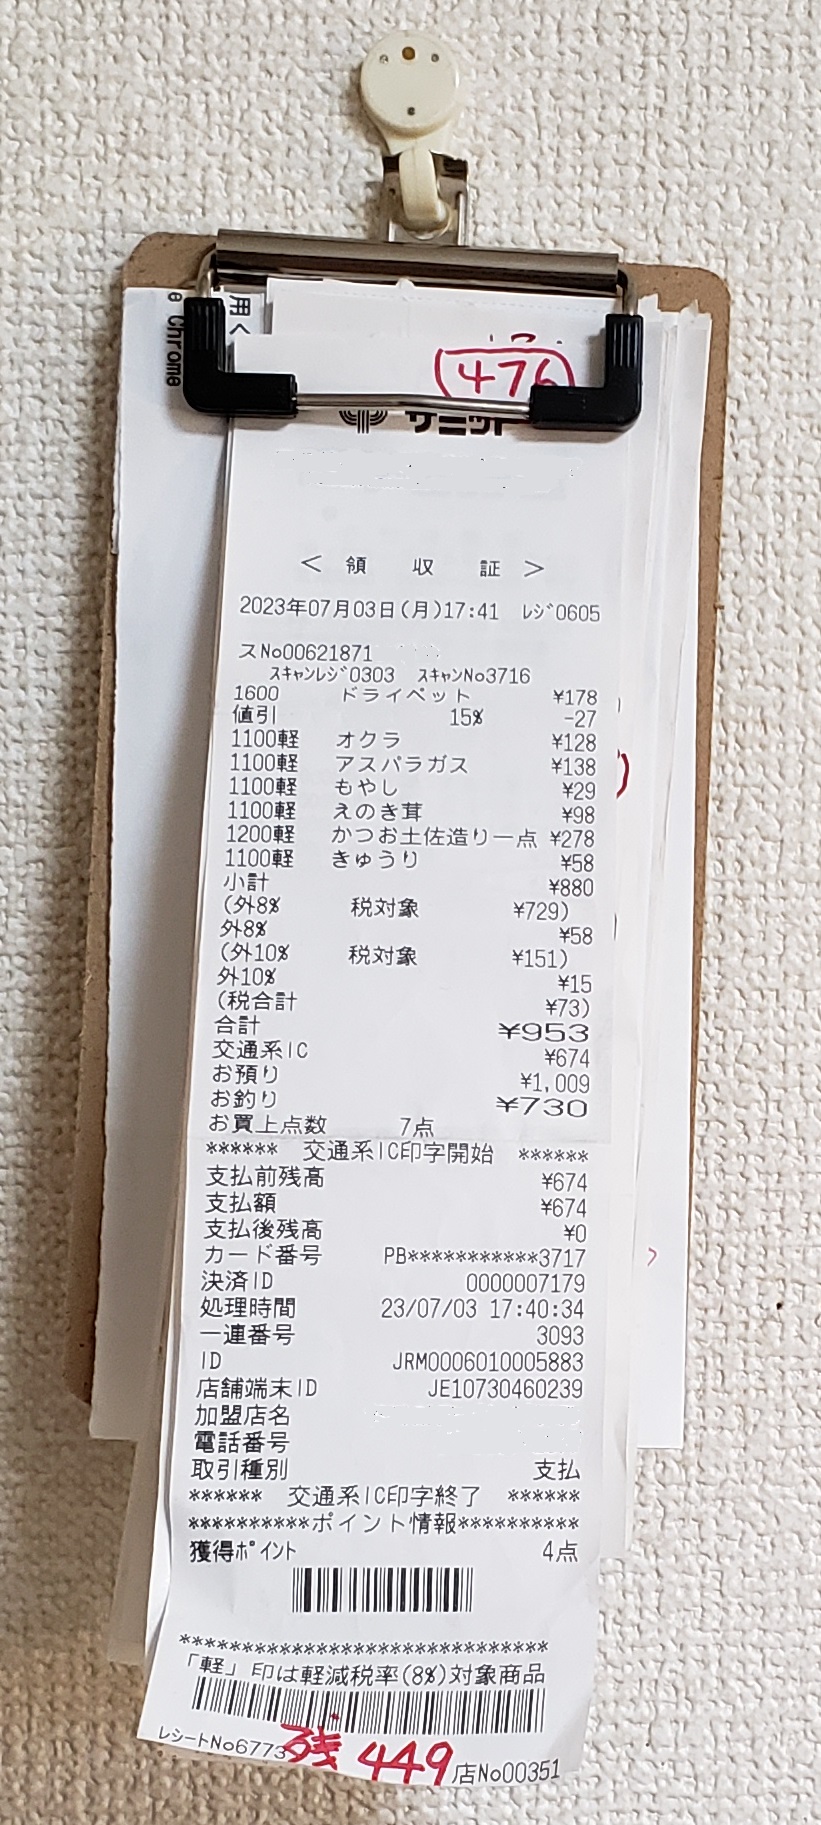 用く
e Chrome
476
サミット
< 領 収 証 >
2023年07月03日(月)17:41 レジ0605
スNo00621871
スキャンレジ0303 スキャンNo3716
1600 ドライペット ¥178
値引 15% -27
1100軽 オクラ ¥128
1100軽 アスパラガス ¥138
1100軽 もやし ¥29
1100軽 えのき茸 ¥98
1200軽 かつお土佐造り一点 ¥278
1100軽 きゅうり ¥58
小計 ¥880
(外8% 税対象 ¥729)
外8% ¥58
(外10% 税対象 ¥151)
外10% ¥15
(税合計 ¥73)
合計 ¥953
交通系IC ¥674
お預り ¥1,009
お釣り ¥730
お買上点数 7点
****** 交通系IC印字開始 ******
支払前残高 ¥674
支払額 ¥674
支払後残高 ¥0
カード番号 PB***********3717
決済ID 0000007179
処理時間 23/07/03 17:40:34
一連番号 3093
ID JRM0006010005883
店舗端末ID JE10730460239
加盟店名
電話番号
取引種別 支払
****** 交通系IC印字終了 ******
**********ポイント情報**********
獲得ポイント 4点
*******************************
「軽」印は軽減税率(8%)対象商品
レシートNo6773 残 449 店No00351